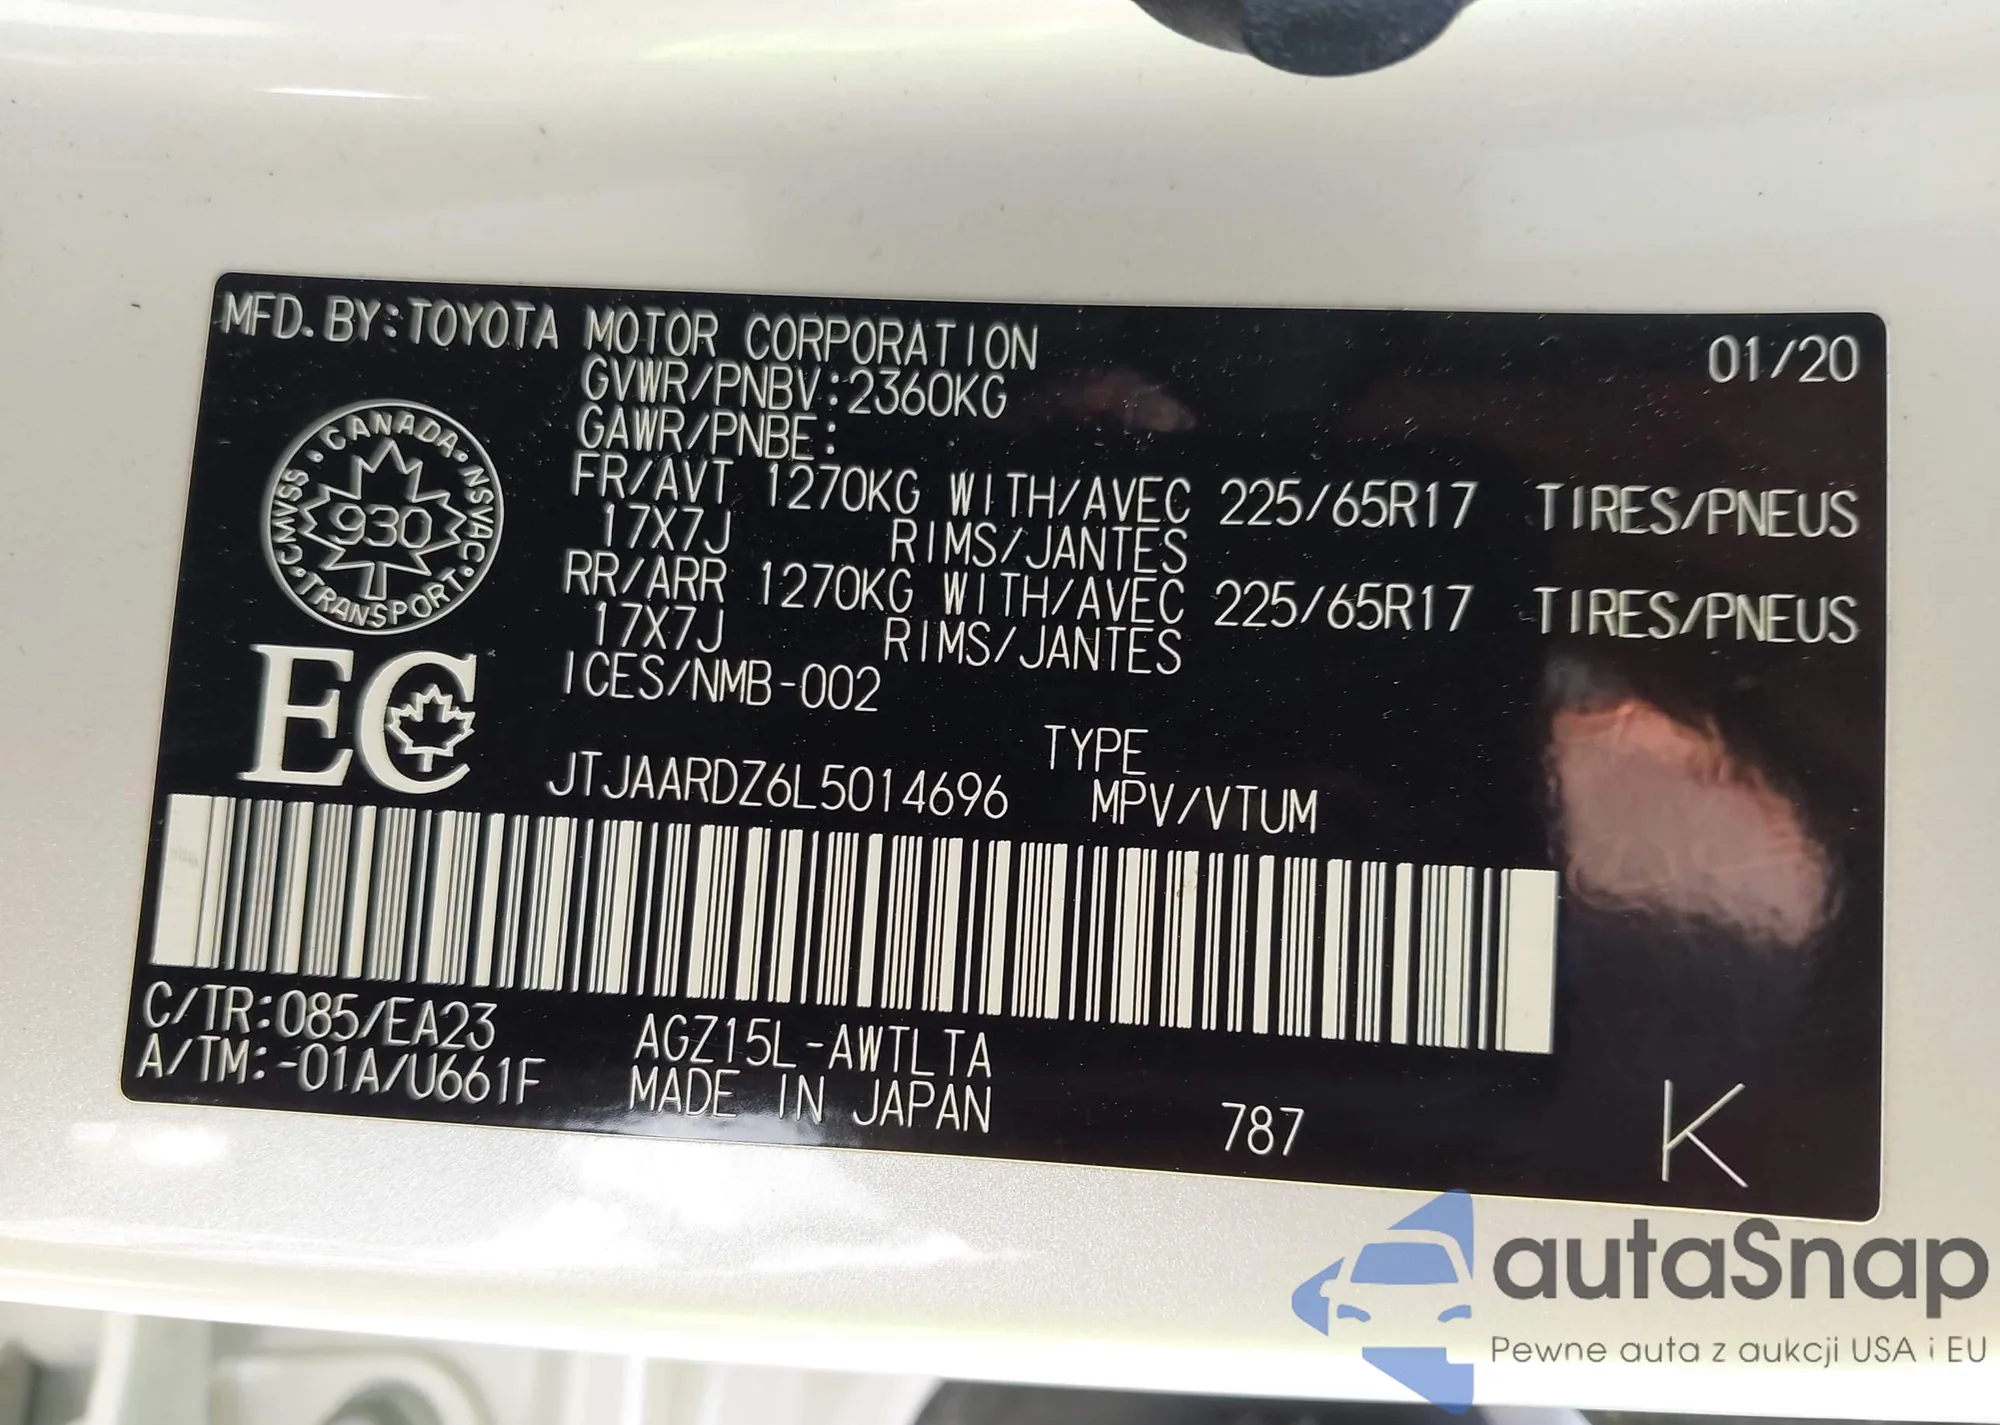 MFD. BY:TOYOTA MOTOR CORPORATION 01/20
GVWR/PNBV:2360KG
GAWR/PNBE:
FR/AVT 1270KG WITH/AVEC 225/65R17 TIRES/PNEUS
17X7J RIMS/JANTES
RR/ARR 1270KG WITH/AVEC 225/65R17 TIRES/PNEUS
17X7J RIMS/JANTES
ICES/NMB-002
CANADA · NSVAC · TRANSPORT · CMVSS ·
930
EC
TYPE
JTJAARDZ6L5014696 MPV/VTUM
C/TR:085/EA23 AGZ15L-AWTLTA
A/TM:-01A/U661F MADE IN JAPAN 787 K
autaSnap
Pewne auta z aukcji USA i EU